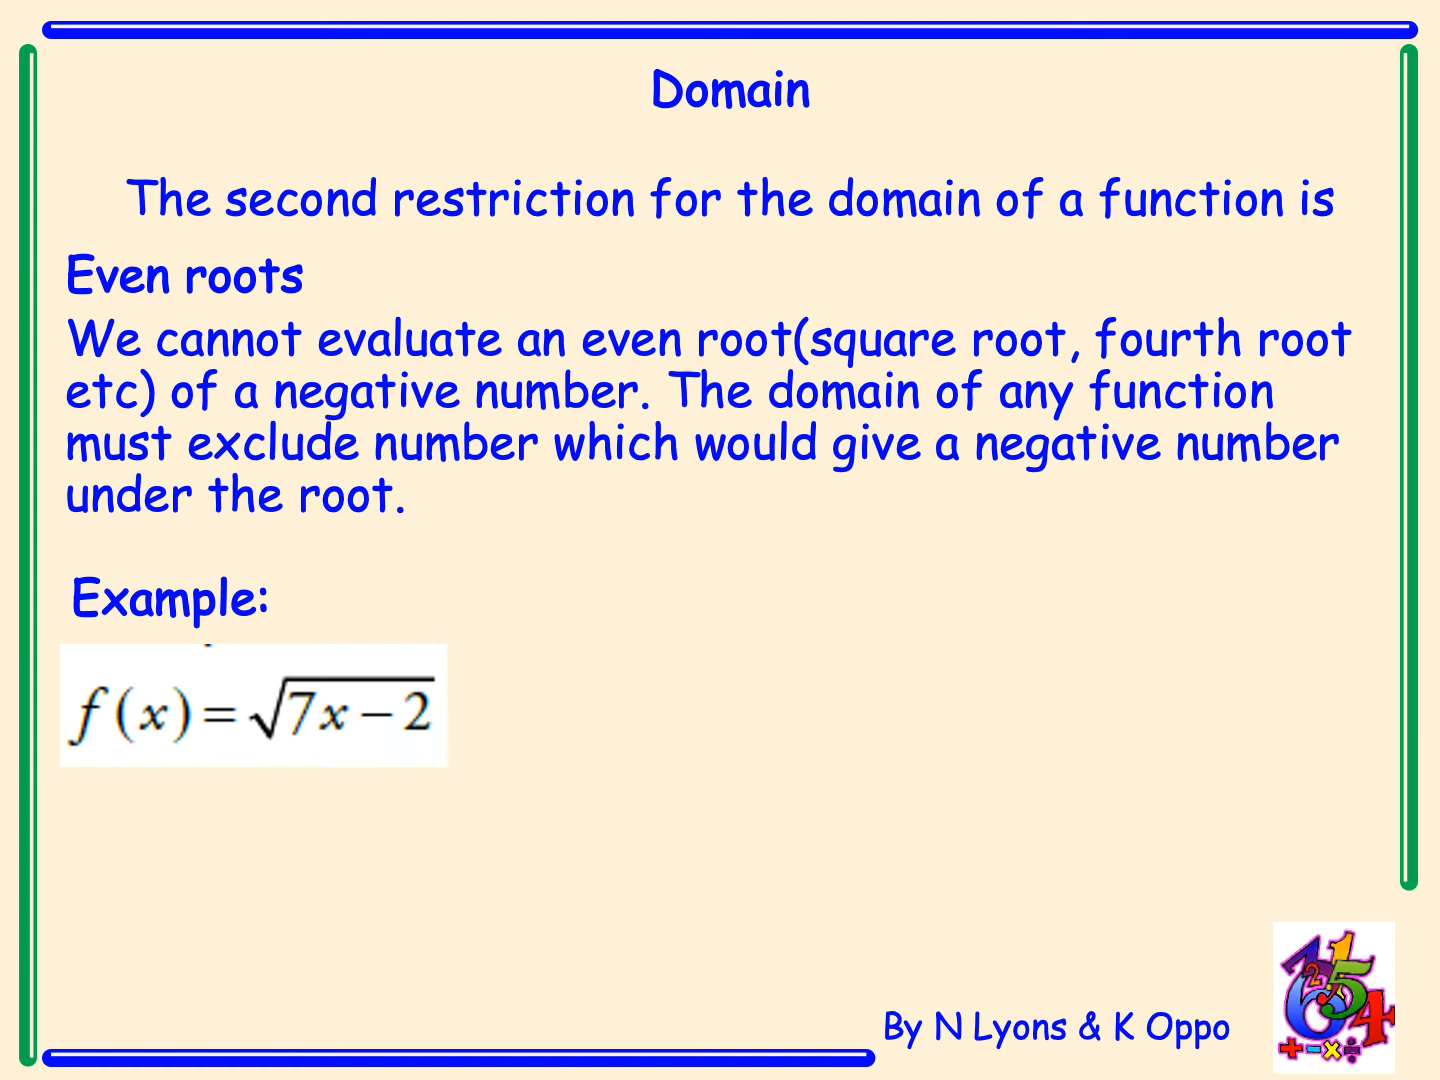 Domain
The second restriction for the domain of a function is
Even roots
We cannot evaluate an even root(square root, fourth root
etc) of a negative number. The domain of any function
must exclude number which would give a negative number
under the root.
Example:
f(x) = √7x − 2
By N Lyons & K Oppo